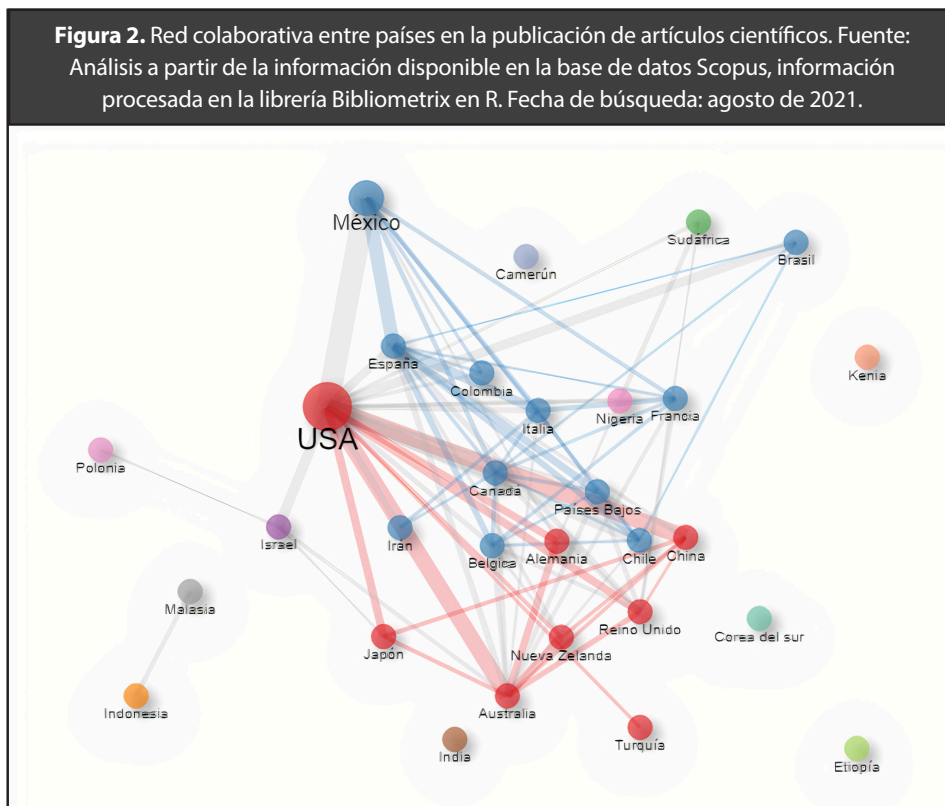 Figura 2. Red colaborativa entre países en la publicación de artículos científicos. Fuente:
Análisis a partir de la información disponible en la base de datos Scopus, información
procesada en la librería Bibliometrix en R. Fecha de búsqueda: agosto de 2021.
México
Sudáfrica
Brasil
Camerún
España
Colombia
Kenia
Italia
Nigeria
Francia
USA
Polonia
Canadá
Países Bajos
Israel
Irán
Belgica
Alemania
Chile
China
Malasia
Reino Unido
Corea del sur
Japón
Nueva Zelanda
Indonesia
Australia
India
Turquía
Etiopía